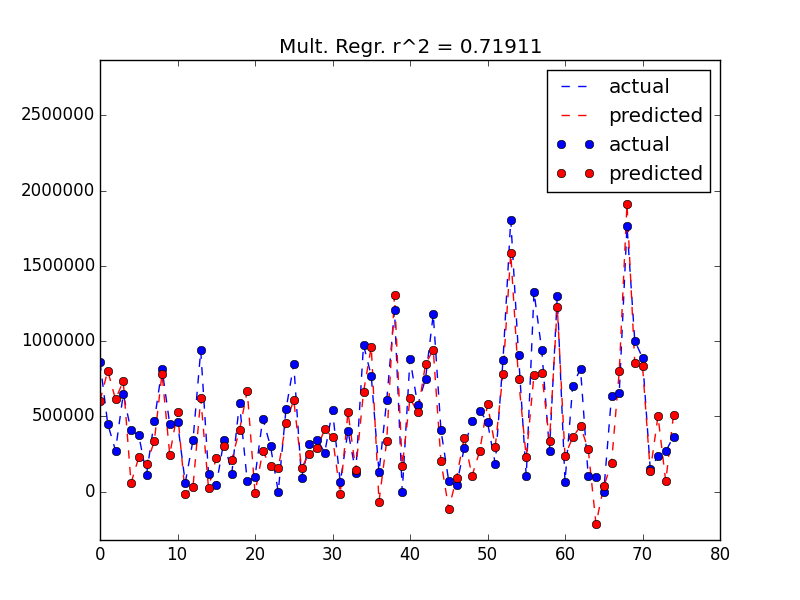 Mult. Regr. r^2 = 0.71911
actual
predicted
actual
predicted
2500000
2000000
1500000
1000000
500000
0
0 10 20 30 40 50 60 70 80